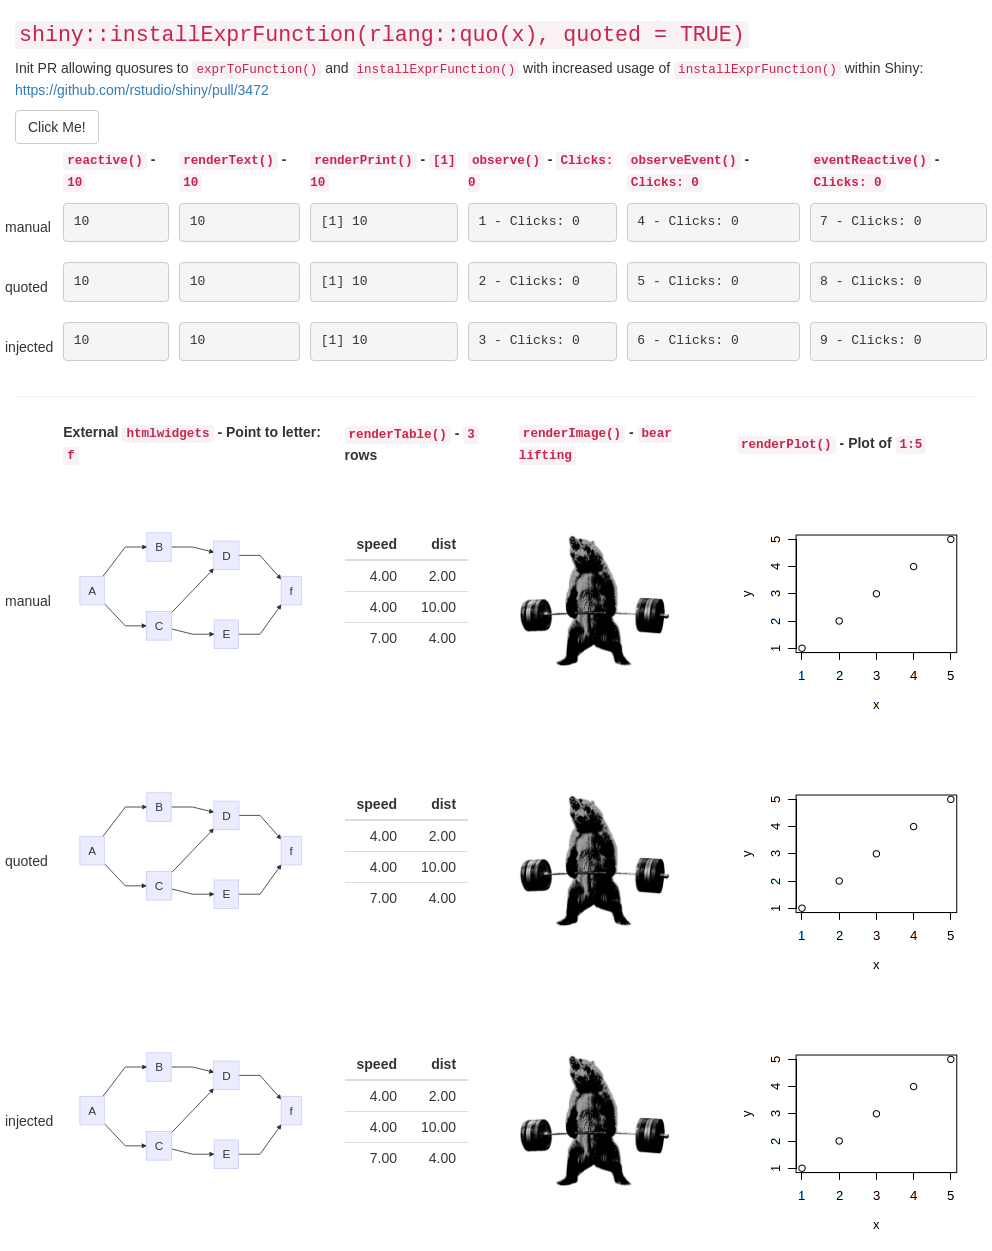 shiny::installExprFunction(rlang::quo(x), quoted = TRUE)
Init PR allowing quosures to exprToFunction() and installExprFunction() with increased usage of installExprFunction() within Shiny:
https://github.com/rstudio/shiny/pull/3472
Click Me!
reactive() - 10
renderText() - 10
renderPrint() - [1] 10
observe() - Clicks: 0
observeEvent() - Clicks: 0
eventReactive() - Clicks: 0
manual 10 10 [1] 10 1 - Clicks: 0 4 - Clicks: 0 7 - Clicks: 0
quoted 10 10 [1] 10 2 - Clicks: 0 5 - Clicks: 0 8 - Clicks: 0
injected 10 10 [1] 10 3 - Clicks: 0 6 - Clicks: 0 9 - Clicks: 0
External htmlwidgets - Point to letter: f
renderTable() - 3 rows
renderImage() - bear lifting
renderPlot() - Plot of 1:5
manual
A B C D E f
speed dist
4.00 2.00
4.00 10.00
7.00 4.00
y
5
4
3
2
1
1 2 3 4 5
x
quoted
A B C D E f
speed dist
4.00 2.00
4.00 10.00
7.00 4.00
y
5
4
3
2
1
1 2 3 4 5
x
injected
A B C D E f
speed dist
4.00 2.00
4.00 10.00
7.00 4.00
y
5
4
3
2
1
1 2 3 4 5
x